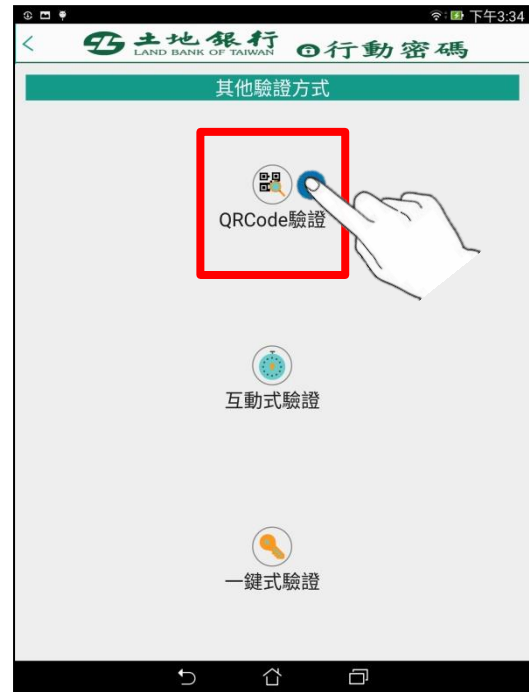 下午3:34
土地銀行
LAND BANK OF TAIWAN
行動密碼
其他驗證方式
QRCode驗證
互動式驗證
一鍵式驗證